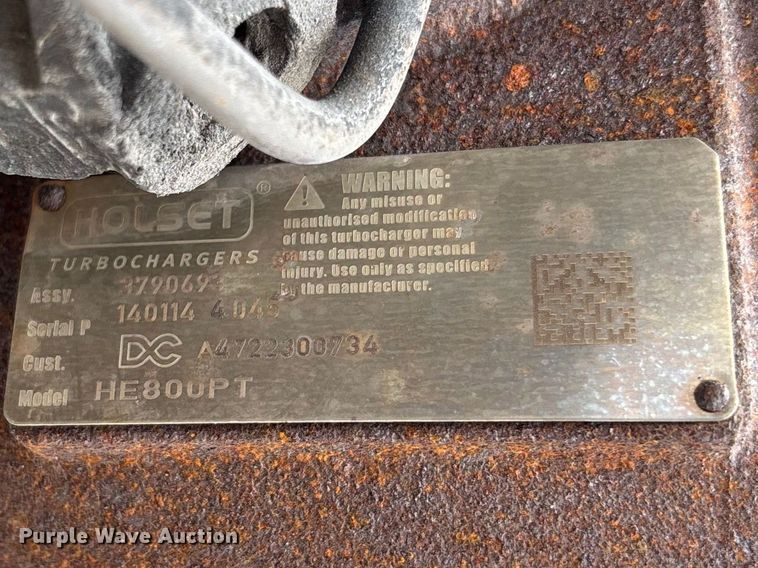 HOLSET ®
TURBOCHARGERS
WARNING:
Any misuse or
unauthorised modification
of this turbocharger may
cause damage or personal
injury. Use only as specified
by the manufacturer.
Assy.
Serial P 140114
Cust. DC A4722300734
Model HE800PT
Purple Wave Auction